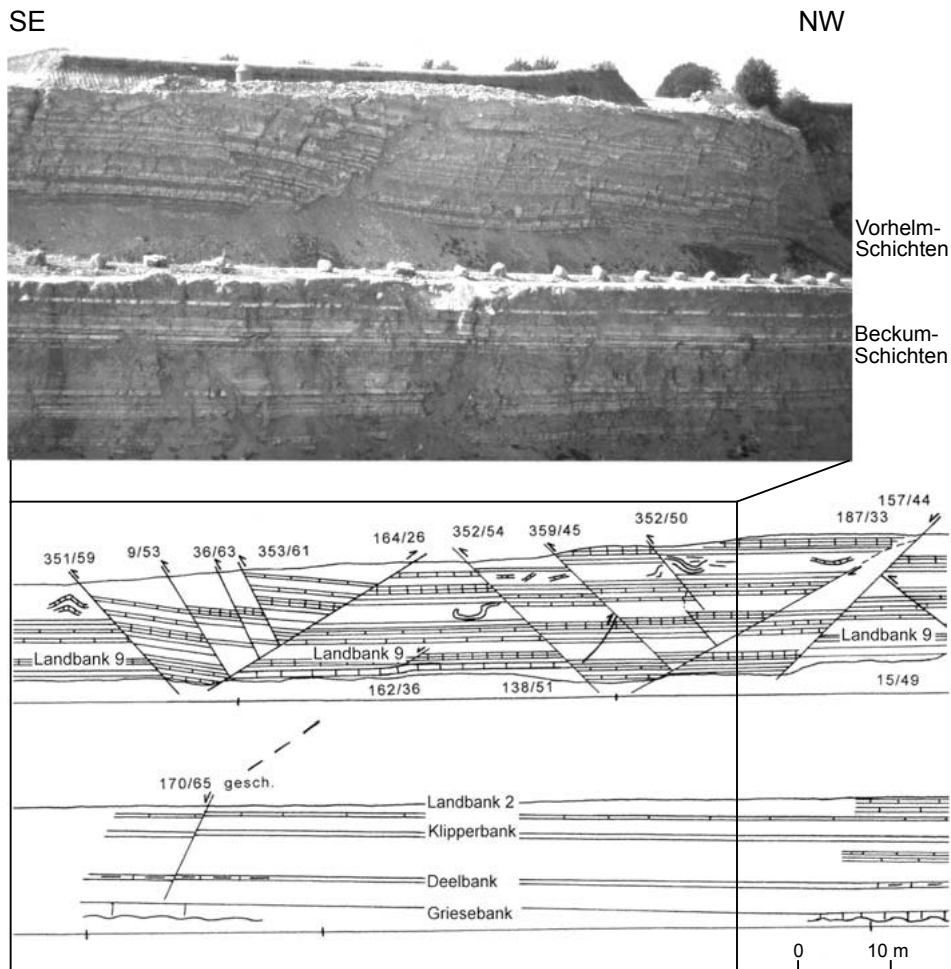 SE
NW
Vorhelm-
Schichten
Beckum-
Schichten
157/44
187/33
164/26
352/54
359/45
352/50
351/59
9/53
36/63
353/61
Landbank 9
Landbank 9
Landbank 9
162/36
138/51
15/49
170/65 gesch.
Landbank 2
Klipperbank
Deelbank
Griesebank
0
10 m